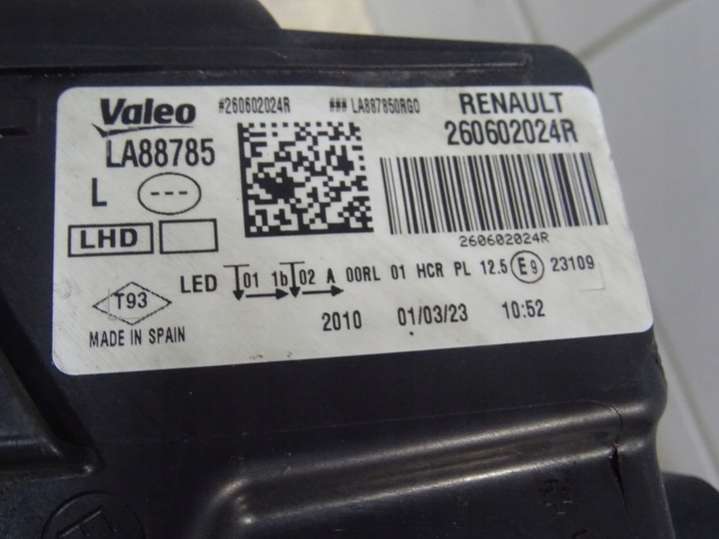 Valeo #260602024R ### LA887850RG0 RENAULT
LA88785 260602024R
L ---
260602024R
LHD
LED 01 1b 02 A 00RL 01 HCR PL 12.5 E9 23109
T93
2010 01/03/23 10:52
MADE IN SPAIN